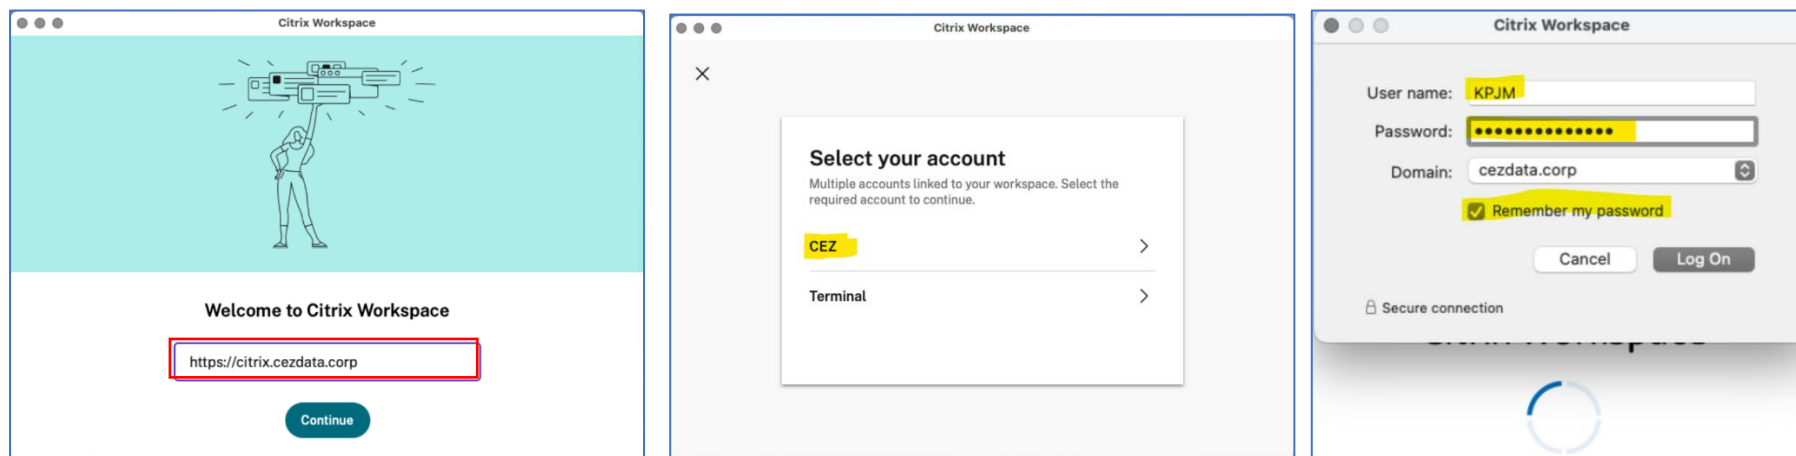 Citrix Workspace
Welcome to Citrix Workspace
https://citrix.cezdata.corp
Continue
Citrix Workspace
Select your account
Multiple accounts linked to your workspace. Select the
required account to continue.
CEZ
Terminal
Citrix Workspace
User name: KPJM
Password: ••••••••••••••
Domain: cezdata.corp
Remember my password
Cancel Log On
Secure connection
Citrix Workspace